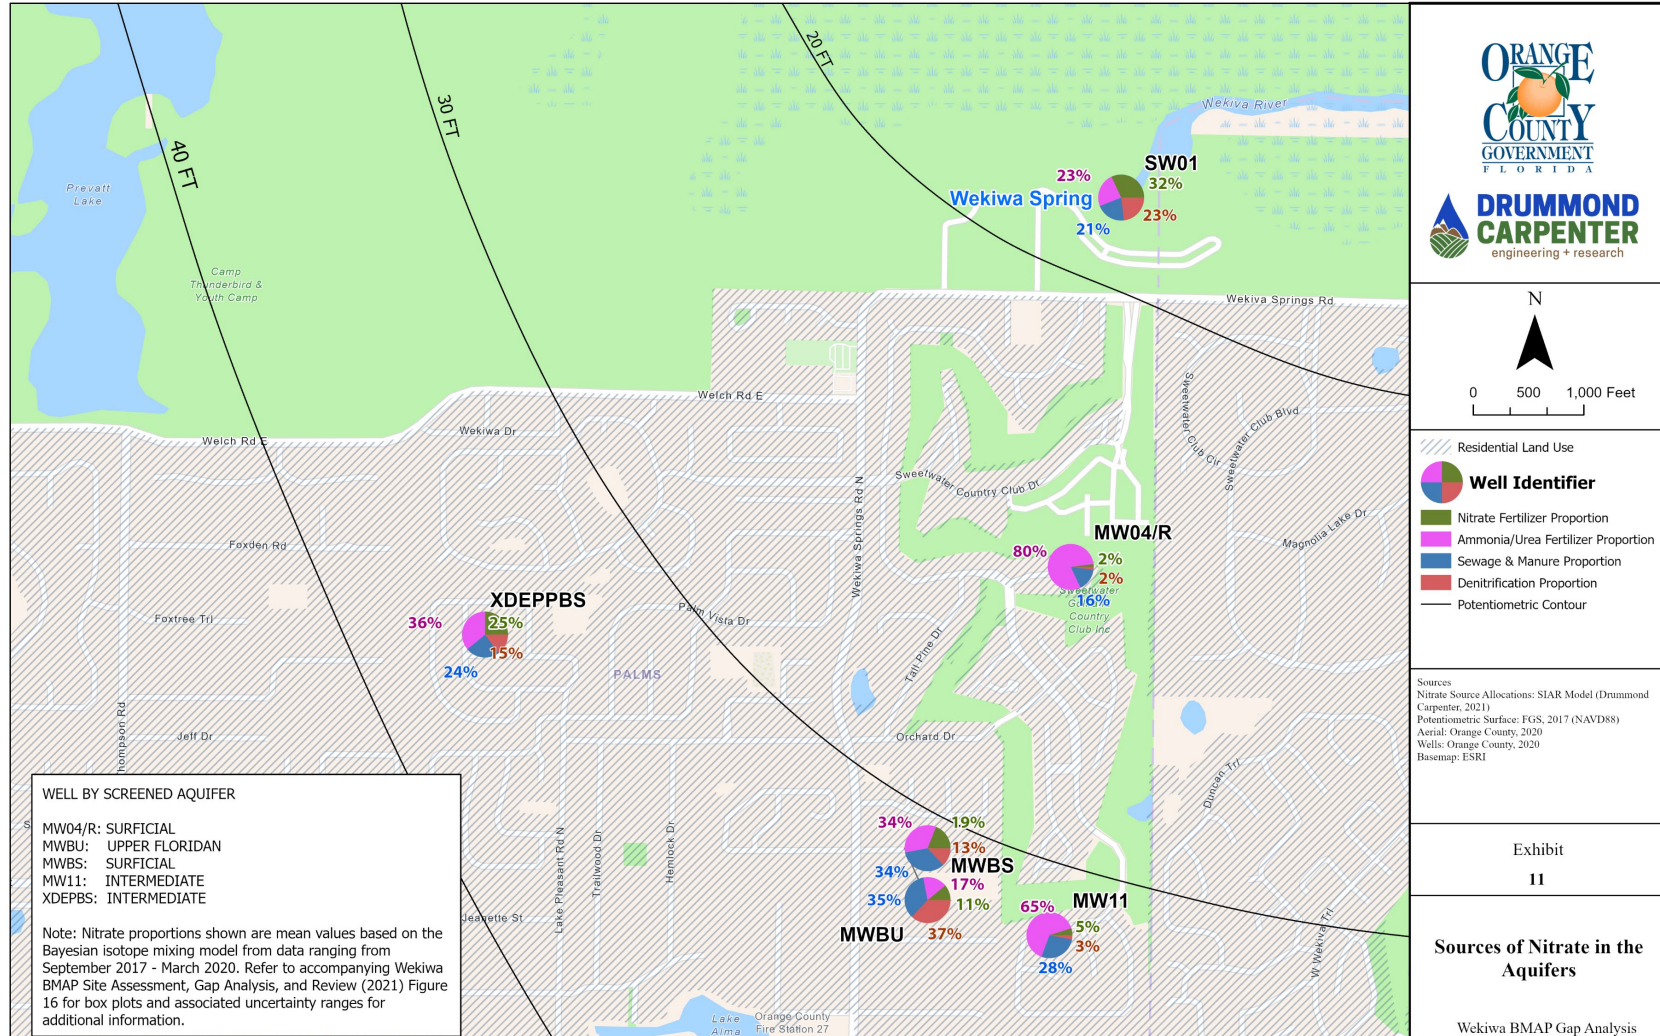 40 FT
30 FT
20 FT
Prevatt
Lake
Camp
Thunderbird &
Youth Camp
Wekiva River
SW01
23%
32%
Wekiwa Spring
23%
21%
Wekiva Springs Rd
Welch Rd E
Welch Rd E
Wekiwa Dr
Sweetwater Club Cir
Sweetwater Club Blvd
Sweetwater Country Club Dr
Wekiwa Springs Rd N
Magnolia Lake Dr
Foxden Rd
MW04/R
80%
2%
2%
16%
Sweetwater
Country
Club Inc
XDEPPBS
36%
25%
15%
24%
Foxtree Trl
Palm Vista Dr
PALMS
Tall Pine Dr
Thompson Rd
Jeff Dr
Orchard Dr
Duncan Trl
Lake Pleasant Rd N
Trailwood Dr
Hemlock Dr
34%
19%
13%
MWBS
34%
17%
35%
11%
MWBU
37%
65%
MW11
5%
3%
28%
Jeanette St
W Wekiva Trl
Lake
Alma
Orange County
Fire Station 27
WELL BY SCREENED AQUIFER
MW04/R: SURFICIAL
MWBU: UPPER FLORIDAN
MWBS: SURFICIAL
MW11: INTERMEDIATE
XDEPBS: INTERMEDIATE
Note: Nitrate proportions shown are mean values based on the
Bayesian isotope mixing model from data ranging from
September 2017 - March 2020. Refer to accompanying Wekiwa
BMAP Site Assessment, Gap Analysis, and Review (2021) Figure
16 for box plots and associated uncertainty ranges for
additional information.
ORANGE
COUNTY
GOVERNMENT
FLORIDA
DRUMMOND
CARPENTER
engineering + research
N
0 500 1,000 Feet
Residential Land Use
Well Identifier
Nitrate Fertilizer Proportion
Ammonia/Urea Fertilizer Proportion
Sewage & Manure Proportion
Denitrification Proportion
Potentiometric Contour
Sources
Nitrate Source Allocations: SIAR Model (Drummond
Carpenter, 2021)
Potentiometric Surface: FGS, 2017 (NAVD88)
Aerial: Orange County, 2020
Wells: Orange County, 2020
Basemap: ESRI
Exhibit
11
Sources of Nitrate in the
Aquifers
Wekiwa BMAP Gap Analysis